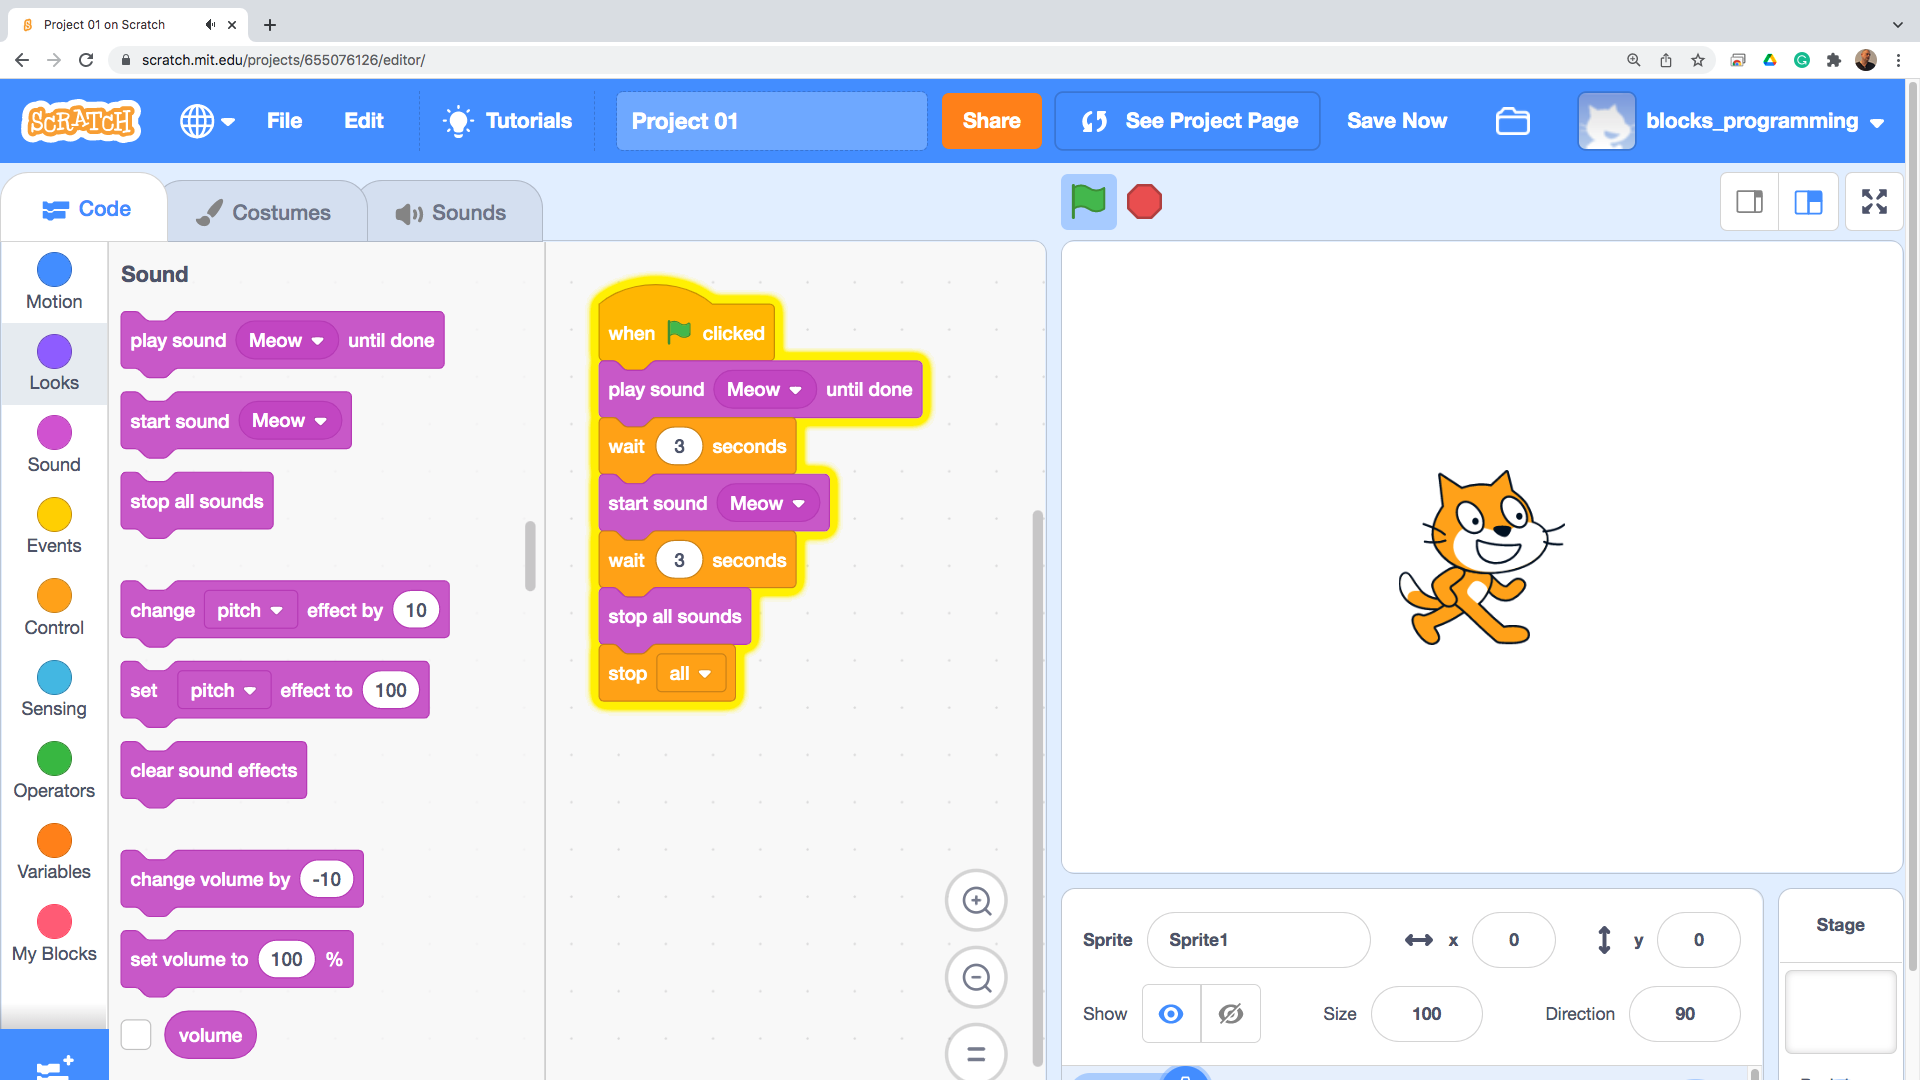 Project 01 on Scratch
scratch.mit.edu/projects/655076126/editor/
SCRATCH
File
Edit
Tutorials
Project 01
Share
See Project Page
Save Now
blocks_programming
Code
Costumes
Sounds
Motion
Looks
Sound
Events
Control
Sensing
Operators
Variables
My Blocks
Sound
play sound Meow until done
start sound Meow
stop all sounds
change pitch effect by 10
set pitch effect to 100
clear sound effects
change volume by -10
set volume to 100 %
volume
when clicked
play sound Meow until done
wait 3 seconds
start sound Meow
wait 3 seconds
stop all sounds
stop all
Sprite Sprite1 x 0 y 0
Show Size 100 Direction 90
Stage